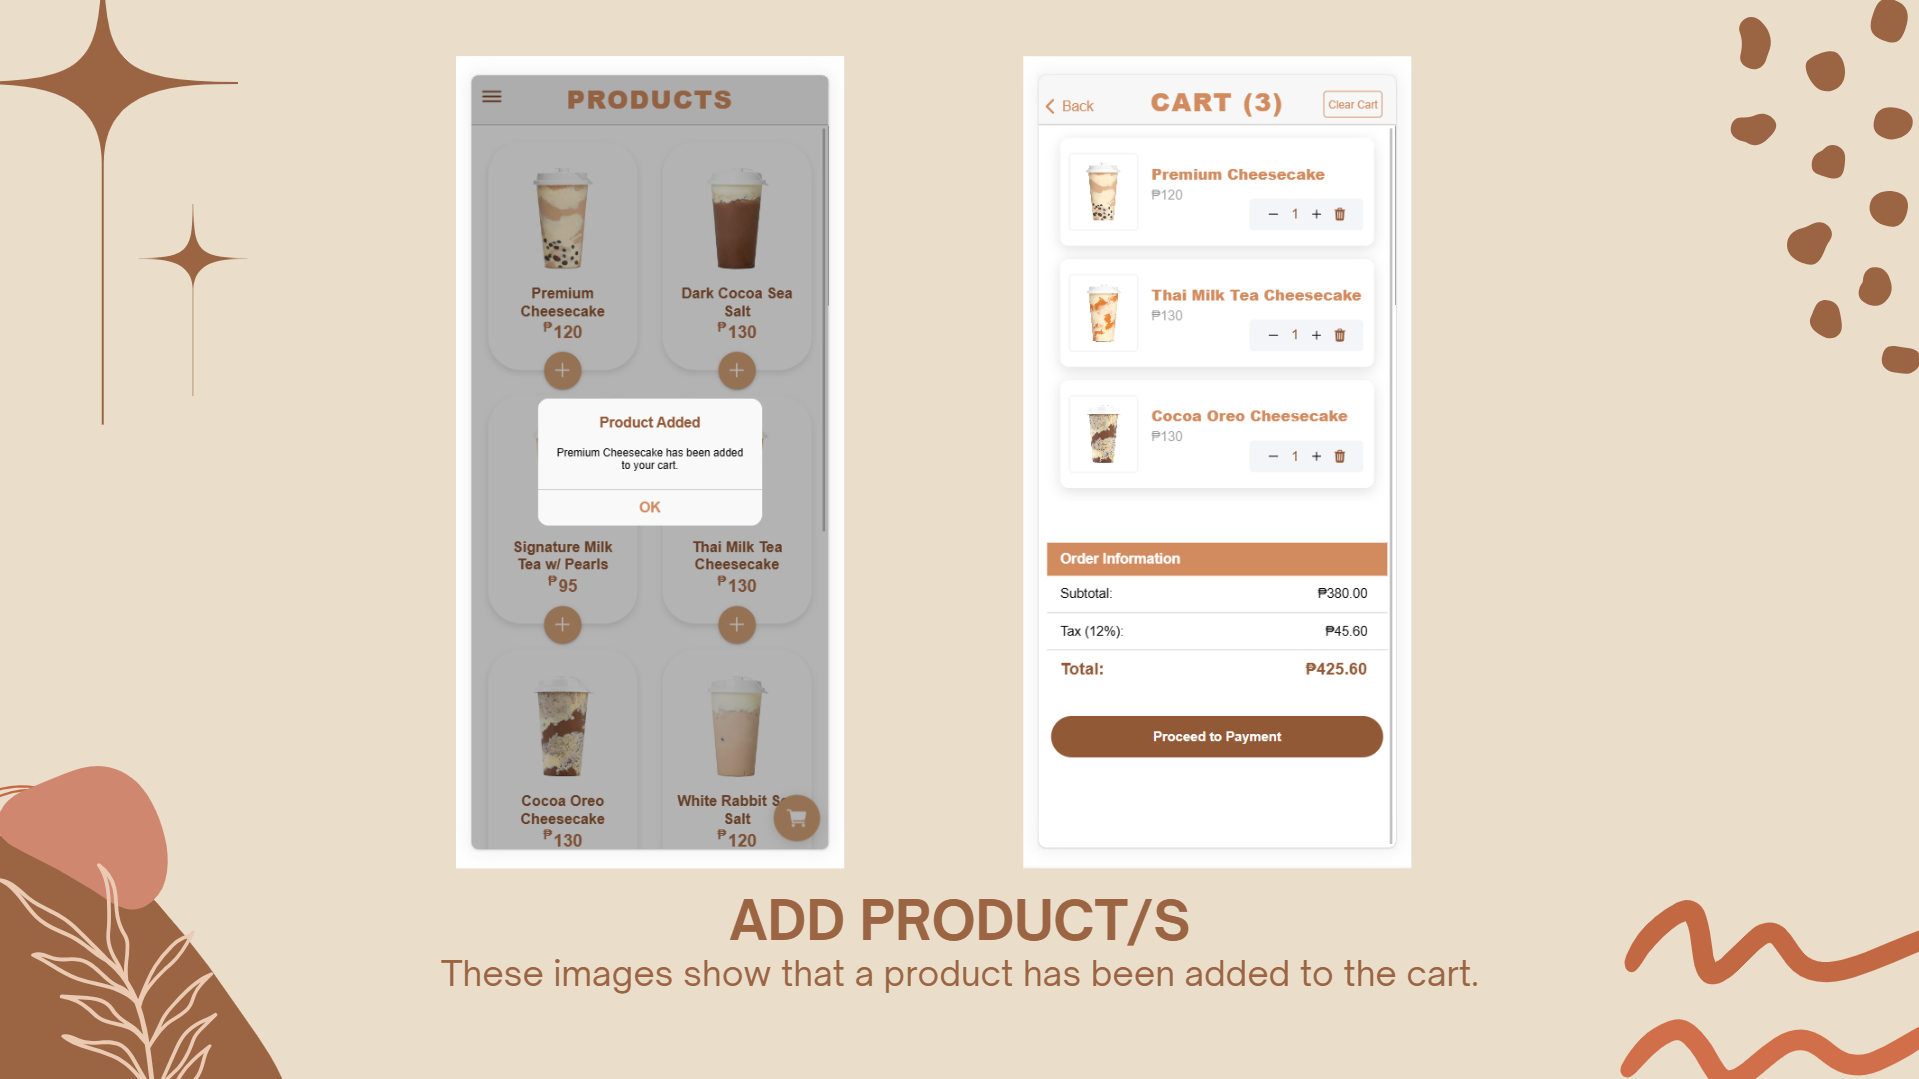 PRODUCTS
Premium
Cheesecake
₱120
Dark Cocoa Sea
Salt
₱130
Product Added
Premium Cheesecake has been added
to your cart.
OK
Signature Milk
Tea w/ Pearls
₱95
Thai Milk Tea
Cheesecake
₱130
Cocoa Oreo
Cheesecake
₱130
White Rabbit S
Salt
₱120
Back
CART (3)
Clear Cart
Premium Cheesecake
₱120
− 1 +
Thai Milk Tea Cheesecake
₱130
− 1 +
Cocoa Oreo Cheesecake
₱130
− 1 +
Order Information
Subtotal: ₱380.00
Tax (12%): ₱45.60
Total: ₱425.60
Proceed to Payment
ADD PRODUCT/S
These images show that a product has been added to the cart.